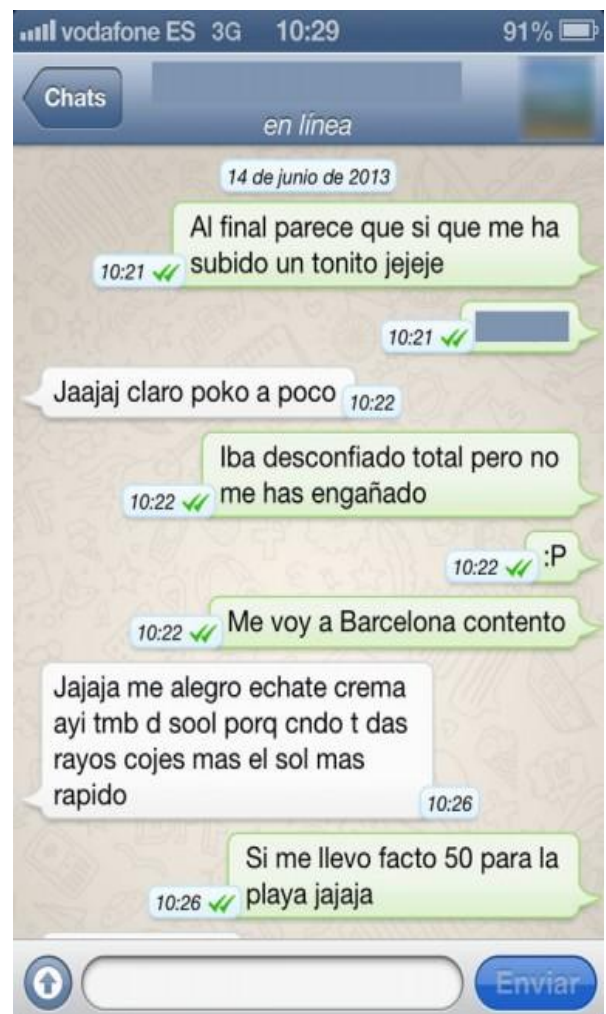 vodafone ES 3G 10:29 91%
Chats
en línea
14 de junio de 2013
Al final parece que si que me ha
subido un tonito jejeje
10:21
10:21
Jaajaj claro poko a poco
10:22
Iba desconfiado total pero no
me has engañado
10:22
:P
10:22
Me voy a Barcelona contento
10:22
Jajaja me alegro echate crema
ayi tmb d sool porq cndo t das
rayos cojes mas el sol mas
rapido
10:26
Si me llevo facto 50 para la
playa jajaja
10:26
Enviar